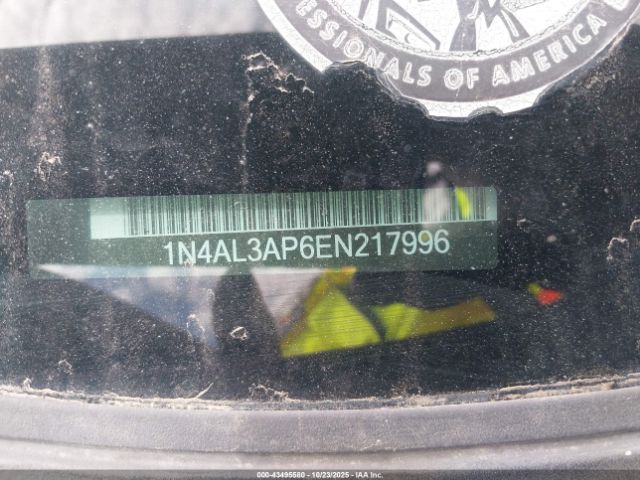 ESSIONALS OF AMERICA
1N4AL3AP6EN217996
000-43495580 - 10/23/2025 - IAA Inc.